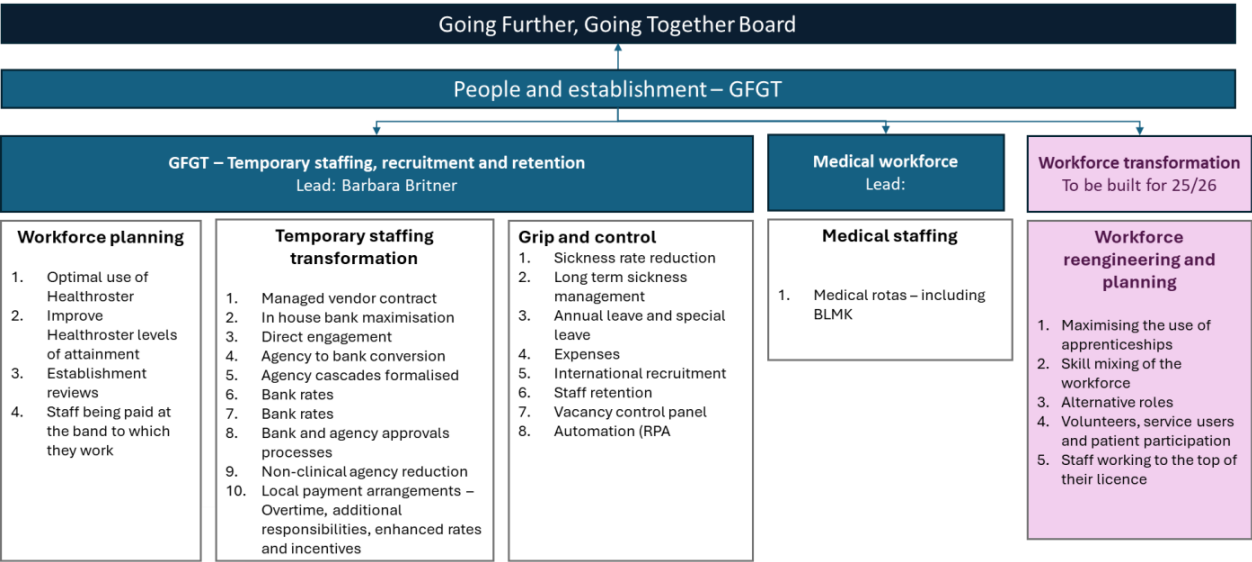 Going Further, Going Together Board
People and establishment – GFGT
GFGT – Temporary staffing, recruitment and retention
Lead: Barbara Britner
Medical workforce
Lead:
Workforce transformation
To be built for 25/26
Workforce planning
1. Optimal use of
Healthroster
2. Improve
Healthroster levels
of attainment
3. Establishment
reviews
4. Staff being paid at
the band to which
they work
Temporary staffing
transformation
1. Managed vendor contract
2. In house bank maximisation
3. Direct engagement
4. Agency to bank conversion
5. Agency cascades formalised
6. Bank rates
7. Bank rates
8. Bank and agency approvals
processes
9. Non-clinical agency reduction
10. Local payment arrangements –
Overtime, additional
responsibilities, enhanced rates
and incentives
Grip and control
1. Sickness rate reduction
2. Long term sickness
management
3. Annual leave and special
leave
4. Expenses
5. International recruitment
6. Staff retention
7. Vacancy control panel
8. Automation (RPA
Medical staffing
1. Medical rotas – including
BLMK
Workforce
reengineering and
planning
1. Maximising the use of
apprenticeships
2. Skill mixing of the
workforce
3. Alternative roles
4. Volunteers, service users
and patient participation
5. Staff working to the top of
their licence